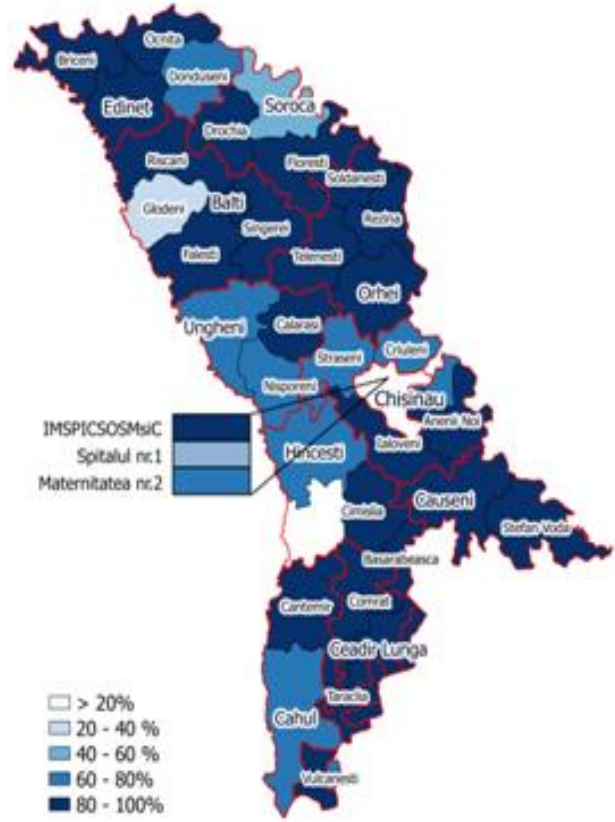 Ocnita
Briceni
Donduseni
Edinet
Soroca
Drochia
Riscani
Floresti
Soldanesti
Glodeni
Balti
Singerei
Rezina
Falesti
Telenesti
Orhei
Ungheni
Calarasi
Straseni
Criuleni
Nisporeni
Chisinau
Anenii Noi
IMSPICSOSMsiC
Spitalul nr.1
Maternitatea nr.2
Ialoveni
Hincesti
Causeni
Cimislia
Stefan Voda
Basarabeasca
Cantemir
Comrat
Ceadir Lunga
Taraclia
Cahul
Vulcanesti
> 20%
20 - 40 %
40 - 60 %
60 - 80%
80 - 100%